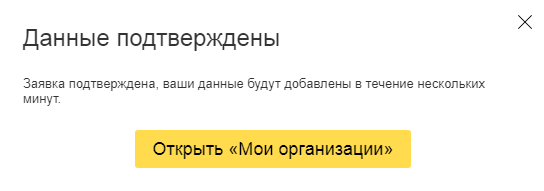 Данные подтверждены
Заявка подтверждена, ваши данные будут добавлены в течение нескольких
минут.
Открыть «Мои организации»